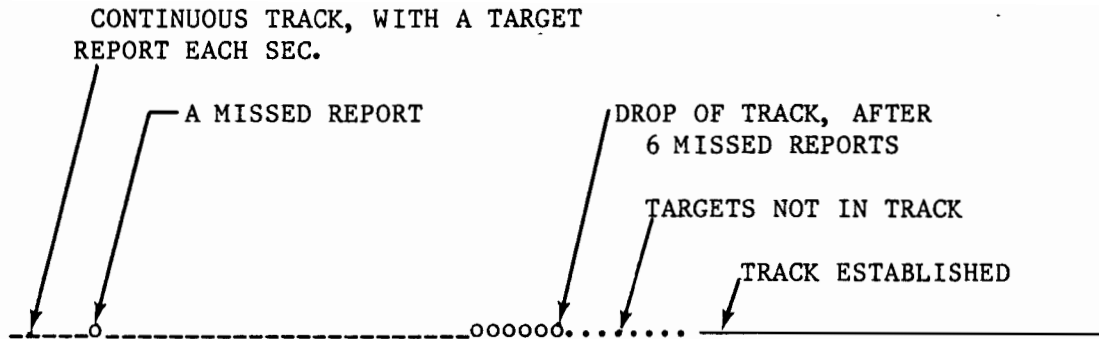 CONTINUOUS TRACK, WITH A TARGET
REPORT EACH SEC.
A MISSED REPORT
DROP OF TRACK, AFTER
6 MISSED REPORTS
TARGETS NOT IN TRACK
TRACK ESTABLISHED